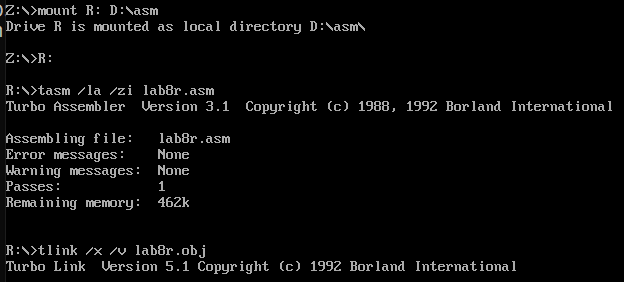 Z:\>mount R: D:\asm
Drive R is mounted as local directory D:\asm\
Z:\>R:
R:\>tasm /la /zi lab8r.asm
Turbo Assembler  Version 3.1  Copyright (c) 1988, 1992 Borland International
Assembling file:   lab8r.asm
Error messages:    None
Warning messages:  None
Passes:            1
Remaining memory:  462k
R:\>tlink /x /v lab8r.obj
Turbo Link  Version 5.1 Copyright (c) 1992 Borland International